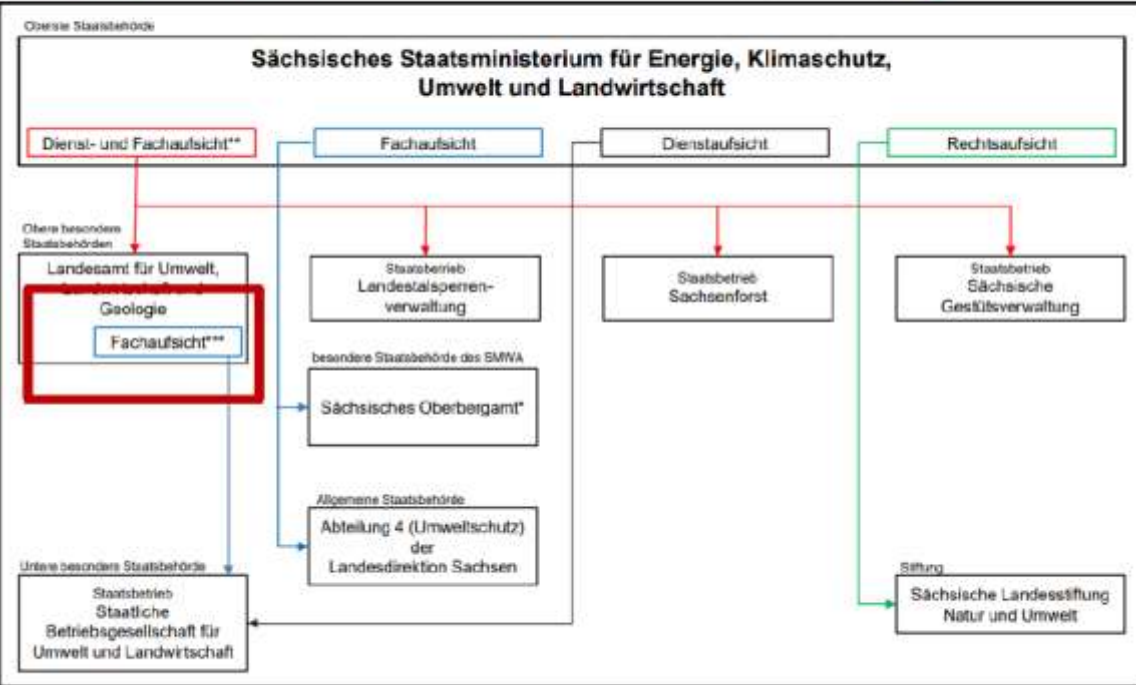 Oberste Staatsbehörde
Sächsisches Staatsministerium für Energie, Klimaschutz,
Umwelt und Landwirtschaft
Dienst- und Fachaufsicht**
Fachaufsicht
Dienstaufsicht
Rechtsaufsicht
Obere besondere
Staatsbehörden
Landesamt für Umwelt,
Geologie
Fachaufsicht***
Staatsbetrieb
Landestalsperren-
verwaltung
Staatsbetrieb
Sachsenforst
Staatsbetrieb
Sächsische
Gestütsverwaltung
besondere Staatsbehörde des SMWA
Sächsisches Oberbergamt*
Allgemeine Staatsbehörde
Abteilung 4 (Umweltschutz)
der
Landesdirektion Sachsen
Untere besondere Staatsbehörde
Staatsbetrieb
Staatliche
Betriebsgesellschaft für
Umwelt und Landwirtschaft
Stiftung
Sächsische Landesstiftung
Natur und Umwelt